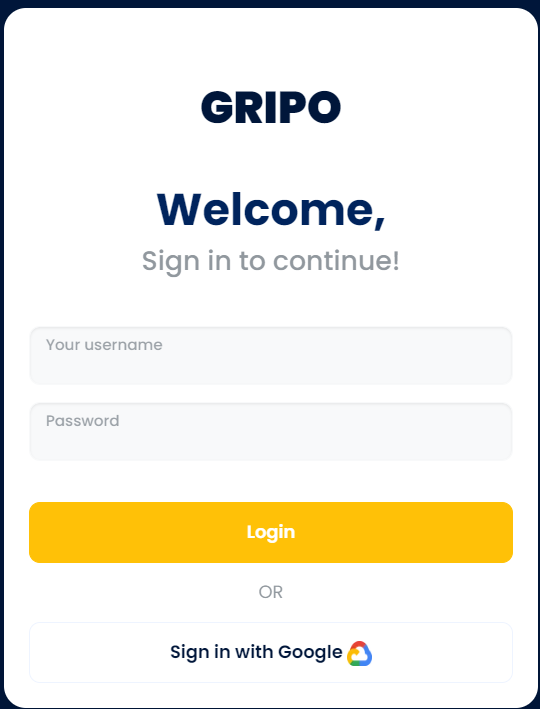 GRIPO
Welcome,
Sign in to continue!
Your username
Password
Login
OR
Sign in with Google